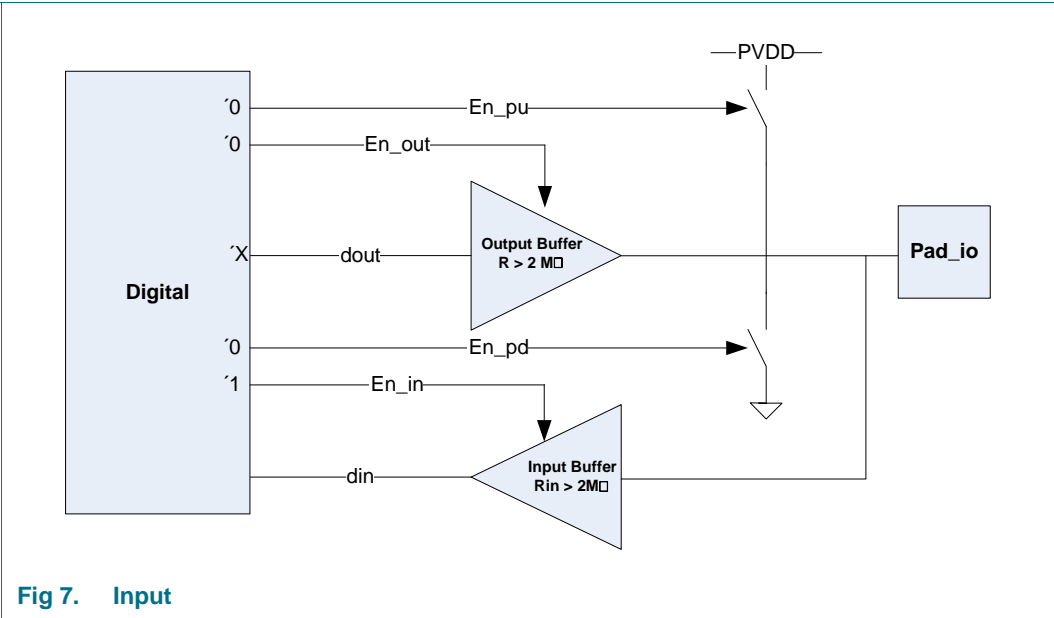 PVDD
´0
En_pu
´0
En_out
Output Buffer
R > 2 M□
´X
dout
Pad_io
Digital
´0
En_pd
´1
En_in
Input Buffer
Rin > 2M□
din
Fig 7. Input